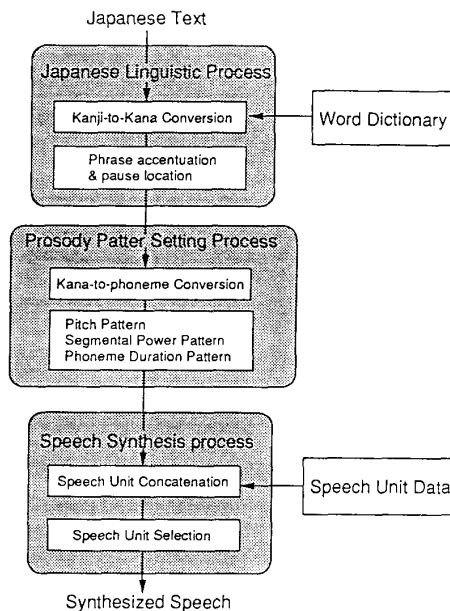 Japanese Text
Japanese Linguistic Process
Kanji-to-Kana Conversion
Word Dictionary
Phrase accentuation
& pause location
Prosody Patter Setting Process
Kana-to-phoneme Conversion
Pitch Pattern
Segmental Power Pattern
Phoneme Duration Pattern
Speech Synthesis process
Speech Unit Concatenation
Speech Unit Data
Speech Unit Selection
Synthesized Speech